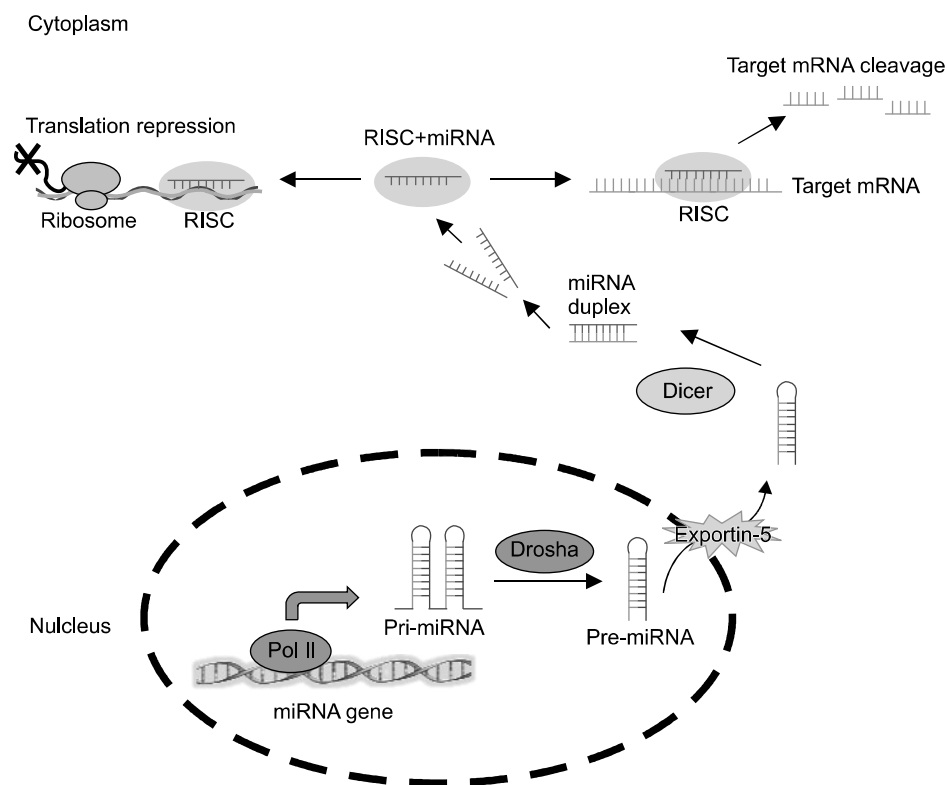 Cytoplasm
Target mRNA cleavage
Translation repression
RISC+miRNA
Target mRNA
Ribosome
RISC
RISC
miRNA
duplex
Dicer
Exportin-5
Drosha
Pri-miRNA
Pre-miRNA
Nulcleus
Pol II
miRNA gene